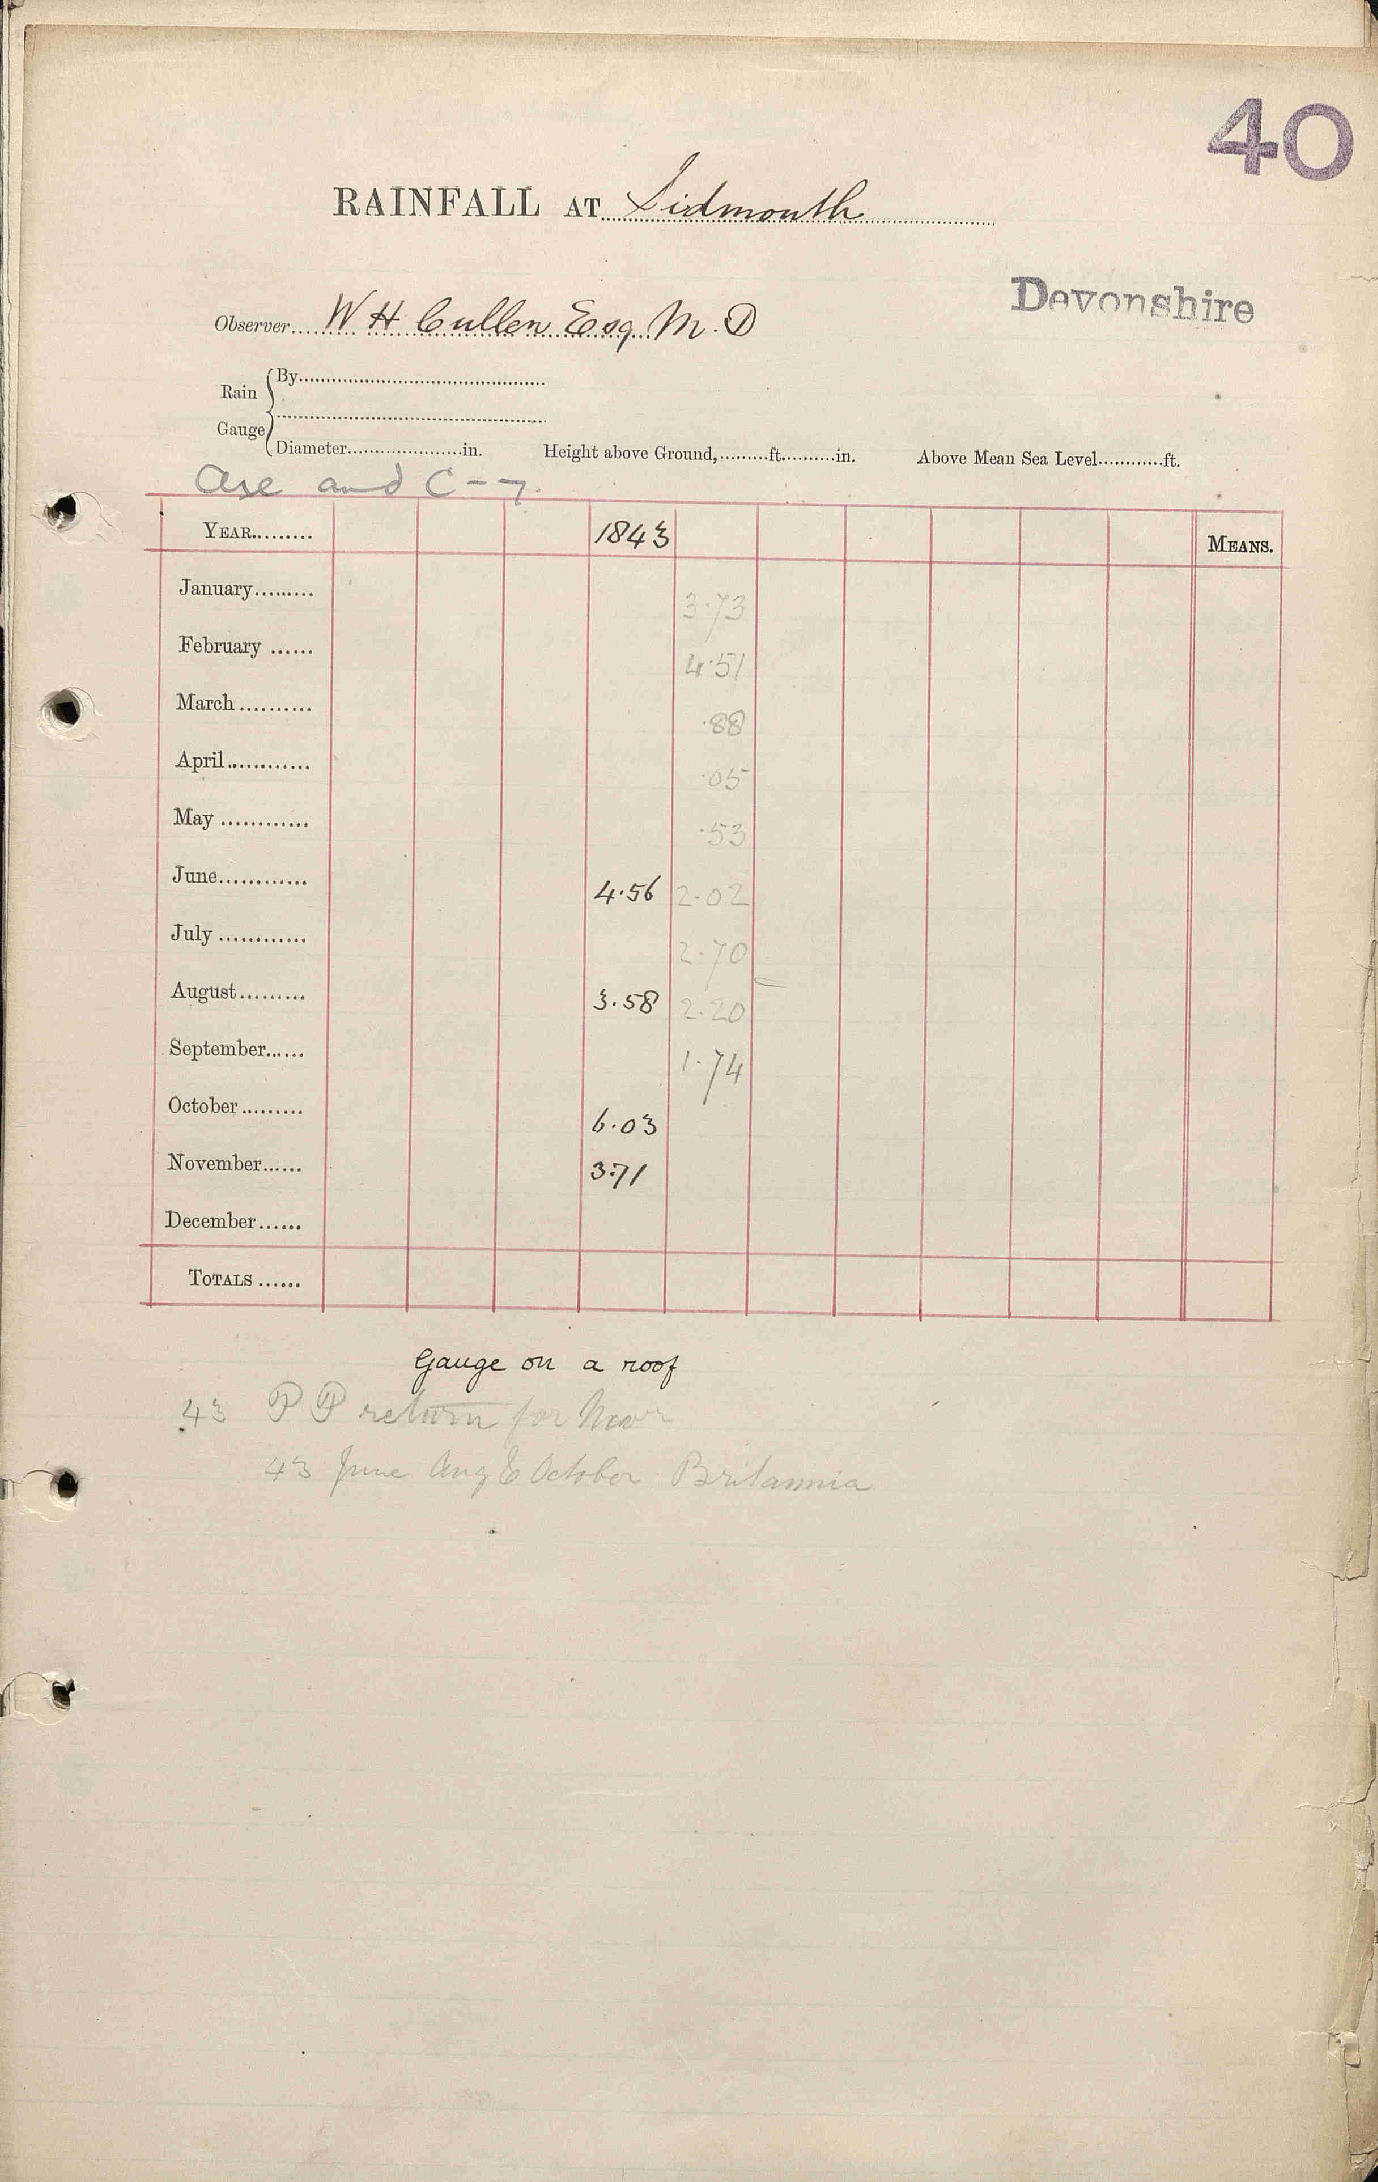 40
RAINFALL AT Sidmouth
Devonshire
Observer W H Cullen Esq M.D
Rain Gauge { By
Diameter in. Height above Ground, ft. in. Above Mean Sea Level ft.
Axe and C
YEAR 1843 MEANS.
January 3.73
February 4.51
March .88
April .05
May .53
June 4.56 2.02
July 2.70
August 3.58 2.20
September 1.74
October 6.03
November 3.71
December
TOTALS
Gauge on a roof
43 P P return for Novr
43 June Aug & October Britannia